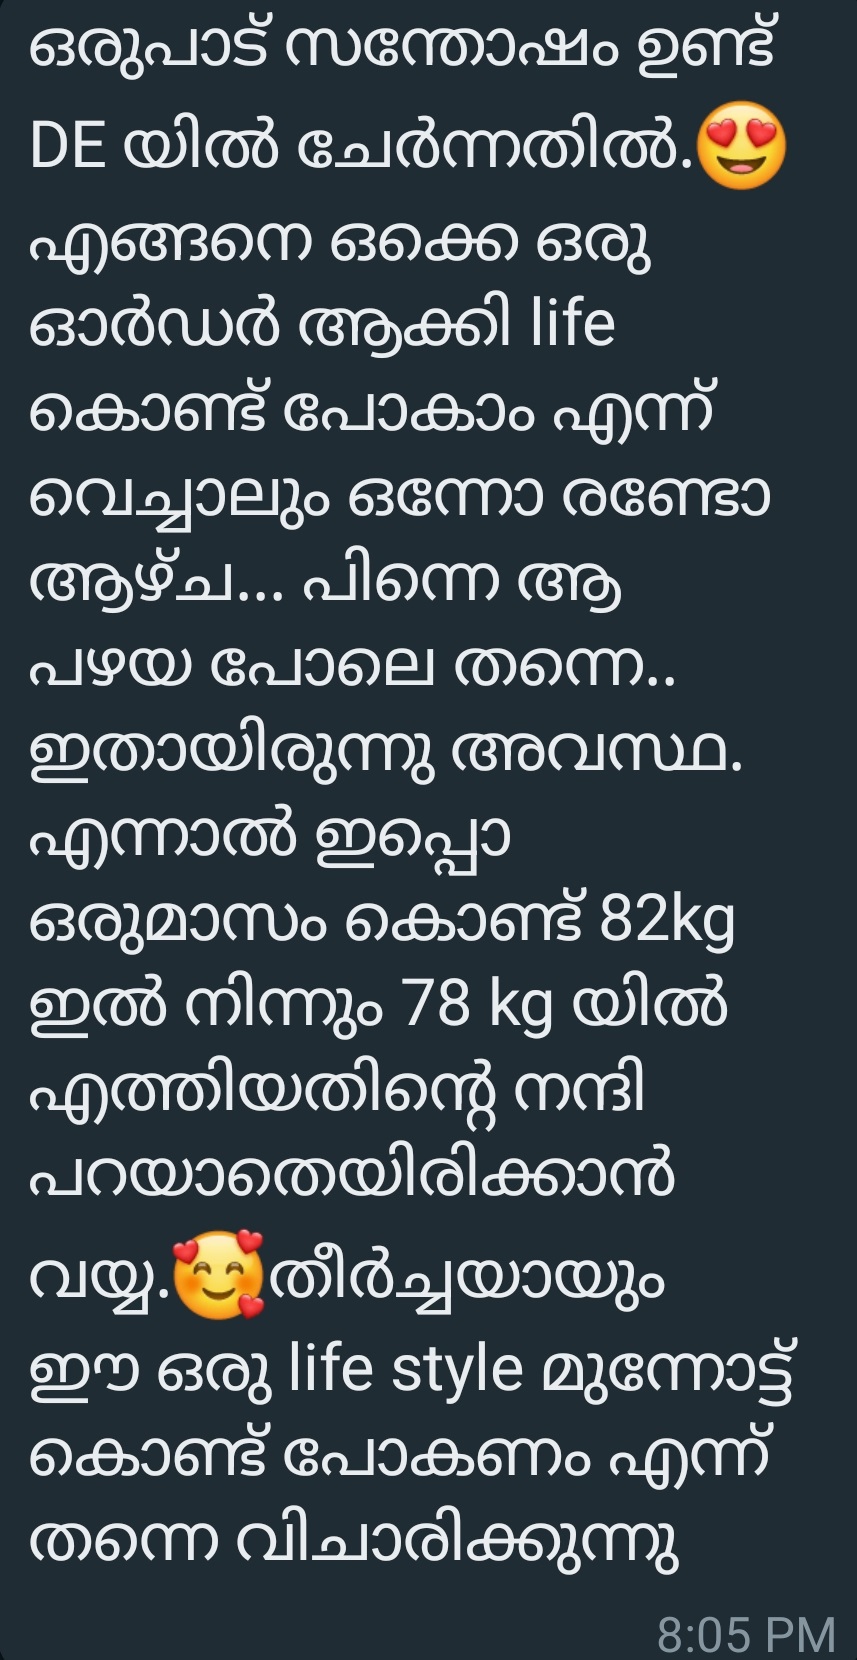 ഒരുപാട് സന്തോഷം ഉണ്ട്
DE യിൽ ചേർന്നതിൽ.😍
എങ്ങനെ ഒക്കെ ഒരു
ഓർഡർ ആക്കി life
കൊണ്ട് പോകാം എന്ന്
വെച്ചാലും ഒന്നോ രണ്ടോ
ആഴ്ച... പിന്നെ ആ
പഴയ പോലെ തന്നെ..
ഇതായിരുന്നു അവസ്ഥ.
എന്നാൽ ഇപ്പൊ
ഒരുമാസം കൊണ്ട് 82kg
ഇൽ നിന്നും 78 kg യിൽ
എത്തിയതിന്റെ നന്ദി
പറയാതെയിരിക്കാൻ
വയ്യ.🥰തീർച്ചയായും
ഈ ഒരു life style മുന്നോട്ട്
കൊണ്ട് പോകണം എന്ന്
തന്നെ വിചാരിക്കുന്നു
8:05 PM